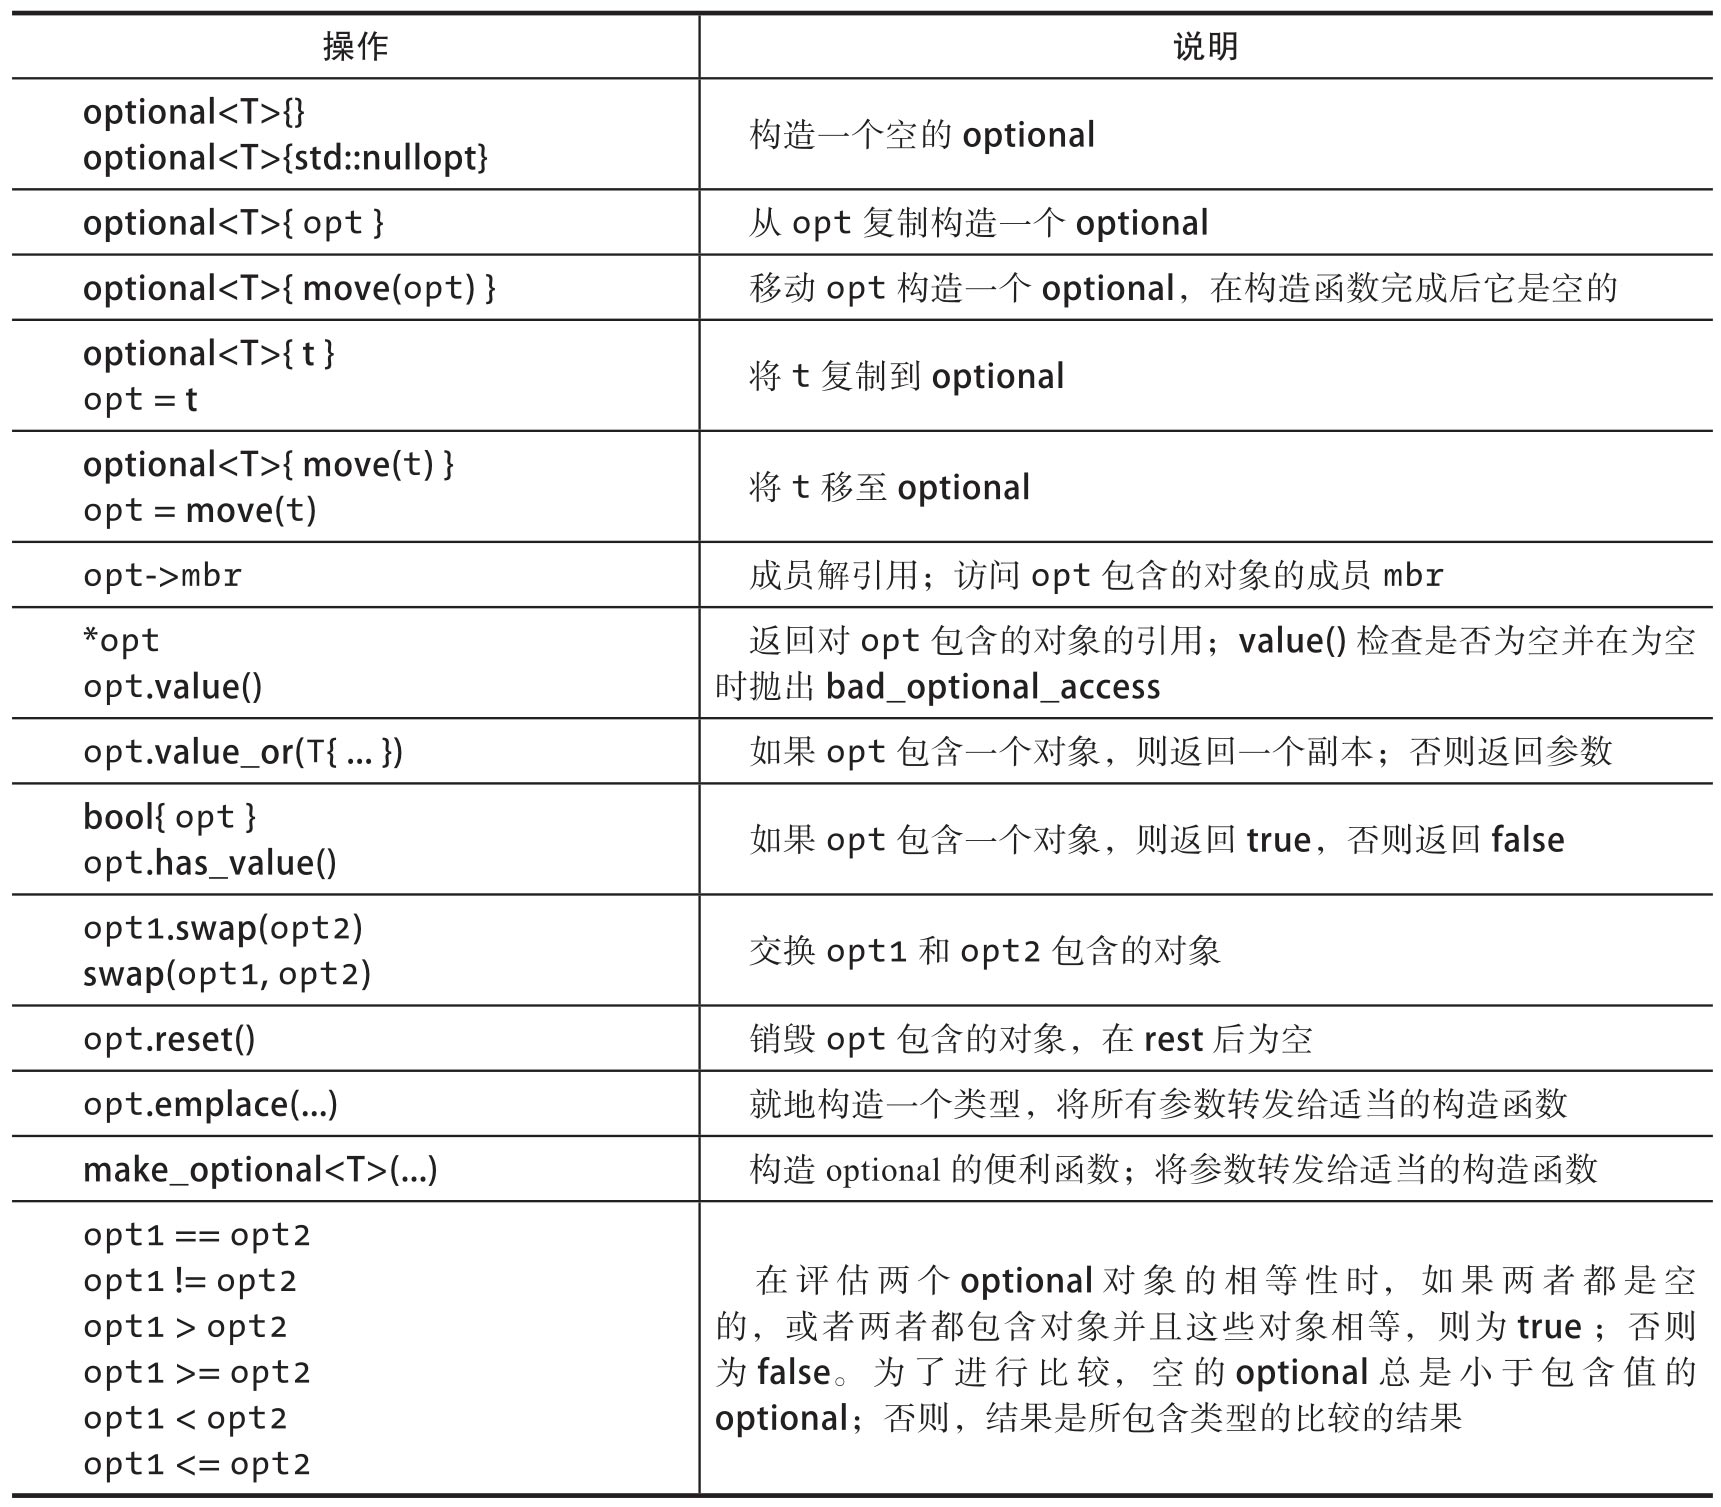 操作
说明
optional<T>{}
optional<T>{std::nullopt}
构造一个空的 optional
optional<T>{ opt }
从 opt 复制构造一个 optional
optional<T>{ move(opt) }
移动 opt 构造一个 optional，在构造函数完成后它是空的
optional<T>{ t }
opt = t
将 t 复制到 optional
optional<T>{ move(t) }
opt = move(t)
将 t 移至 optional
opt->mbr
成员解引用；访问 opt 包含的对象的成员 mbr
*opt
opt.value()
返回对 opt 包含的对象的引用；value() 检查是否为空并在为空
时抛出 bad_optional_access
opt.value_or(T{ ... })
如果 opt 包含一个对象，则返回一个副本；否则返回参数
bool{ opt }
opt.has_value()
如果 opt 包含一个对象，则返回 true，否则返回 false
opt1.swap(opt2)
swap(opt1, opt2)
交换 opt1 和 opt2 包含的对象
opt.reset()
销毁 opt 包含的对象，在 rest 后为空
opt.emplace(...)
就地构造一个类型，将所有参数转发给适当的构造函数
make_optional<T>(...)
构造 optional 的便利函数；将参数转发给适当的构造函数
opt1 == opt2
opt1 != opt2
opt1 > opt2
opt1 >= opt2
opt1 < opt2
opt1 <= opt2
在评估两个 optional 对象的相等性时，如果两者都是空
的，或者两者都包含对象并且这些对象相等，则为 true；否则
为 false。为了进行比较，空的 optional 总是小于包含值的
optional；否则，结果是所包含类型的比较的结果